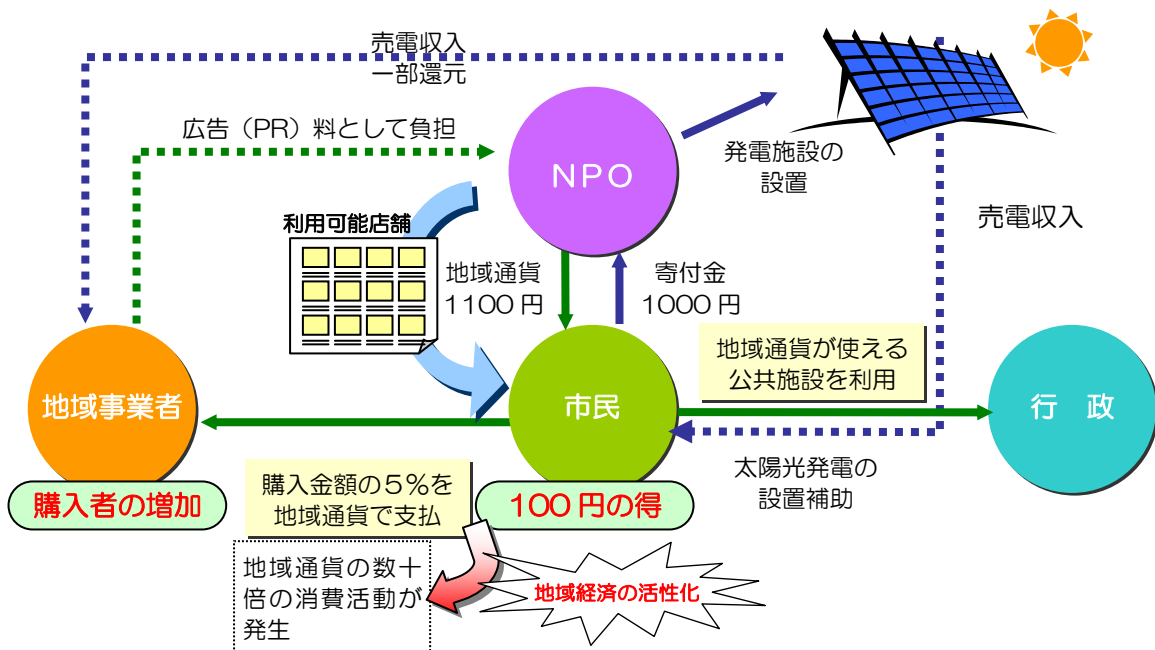 売電収入
一部還元
広告（PR）料として負担
NPO
発電施設の
設置
売電収入
利用可能店舗
地域通貨
1100円
寄付金
1000円
地域通貨が使える
公共施設を利用
地域事業者
市民
行 政
購入者の増加
購入金額の5％を
地域通貨で支払
100円の得
太陽光発電の
設置補助
地域通貨の数十
倍の消費活動が
発生
地域経済の活性化